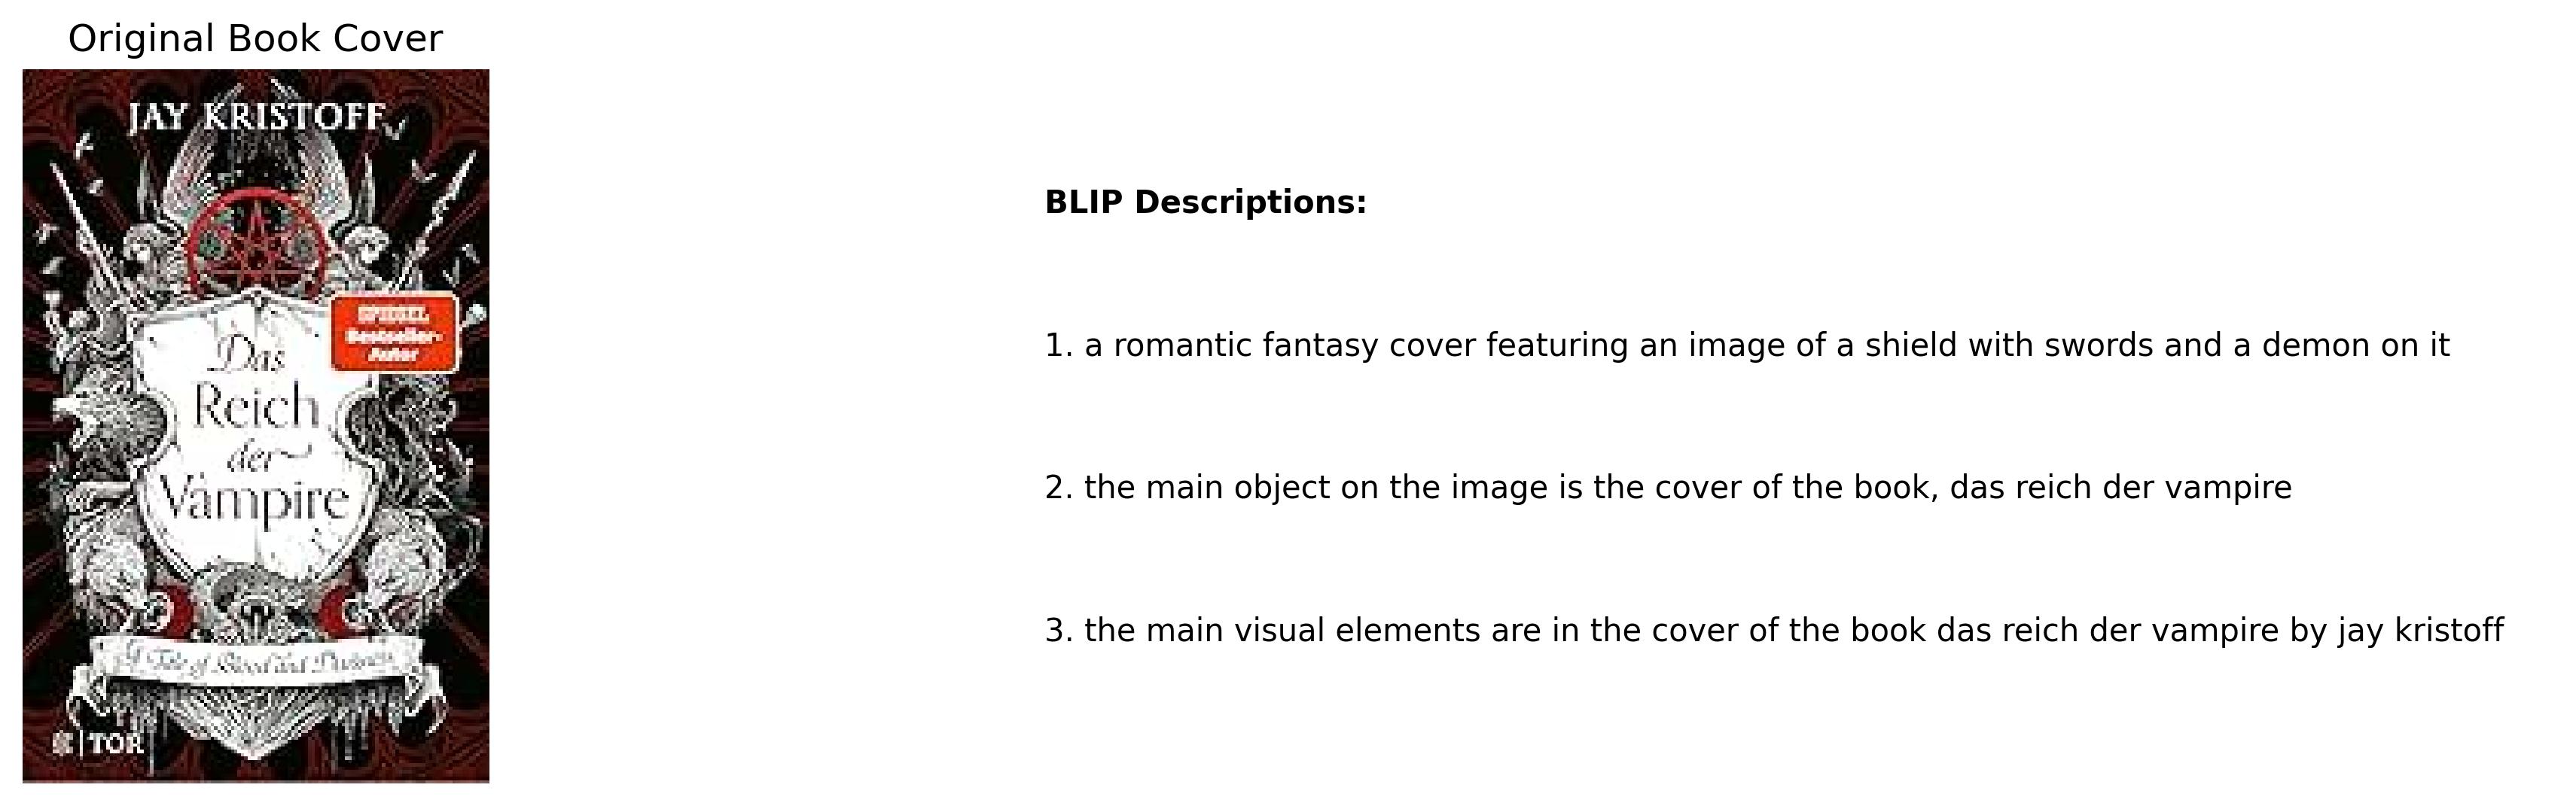 Original Book Cover
JAY KRISTOFF
SPIEGEL
Bestseller-
Autor
Das
Reich
der
Vampire
A Tale of Blood and Darkness
TOR
BLIP Descriptions:
1. a romantic fantasy cover featuring an image of a shield with swords and a demon on it
2. the main object on the image is the cover of the book, das reich der vampire
3. the main visual elements are in the cover of the book das reich der vampire by jay kristoff